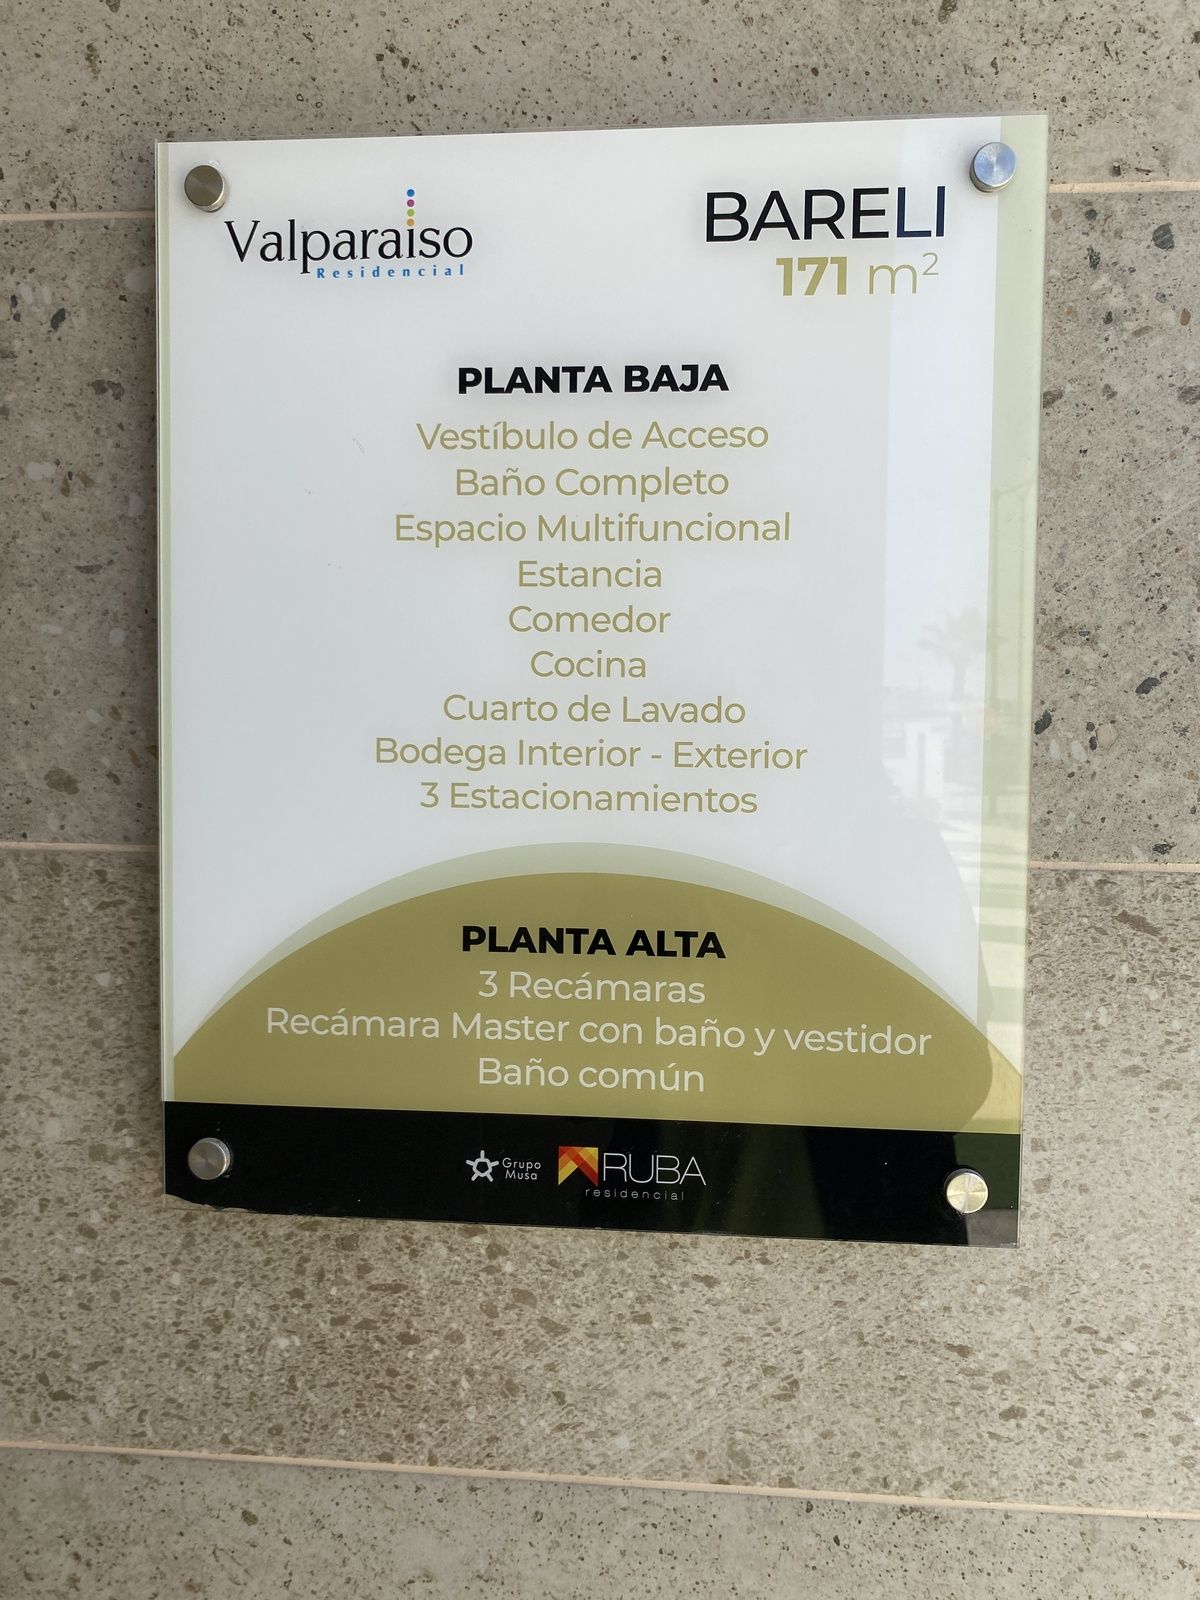 Valparaiso
Residencial
BARELI
171 m²
PLANTA BAJA
Vestíbulo de Acceso
Baño Completo
Espacio Multifuncional
Estancia
Comedor
Cocina
Cuarto de Lavado
Bodega Interior - Exterior
3 Estacionamientos
PLANTA ALTA
3 Recámaras
Recámara Master con baño y vestidor
Baño común
Grupo
Musa
RUBA
residencial